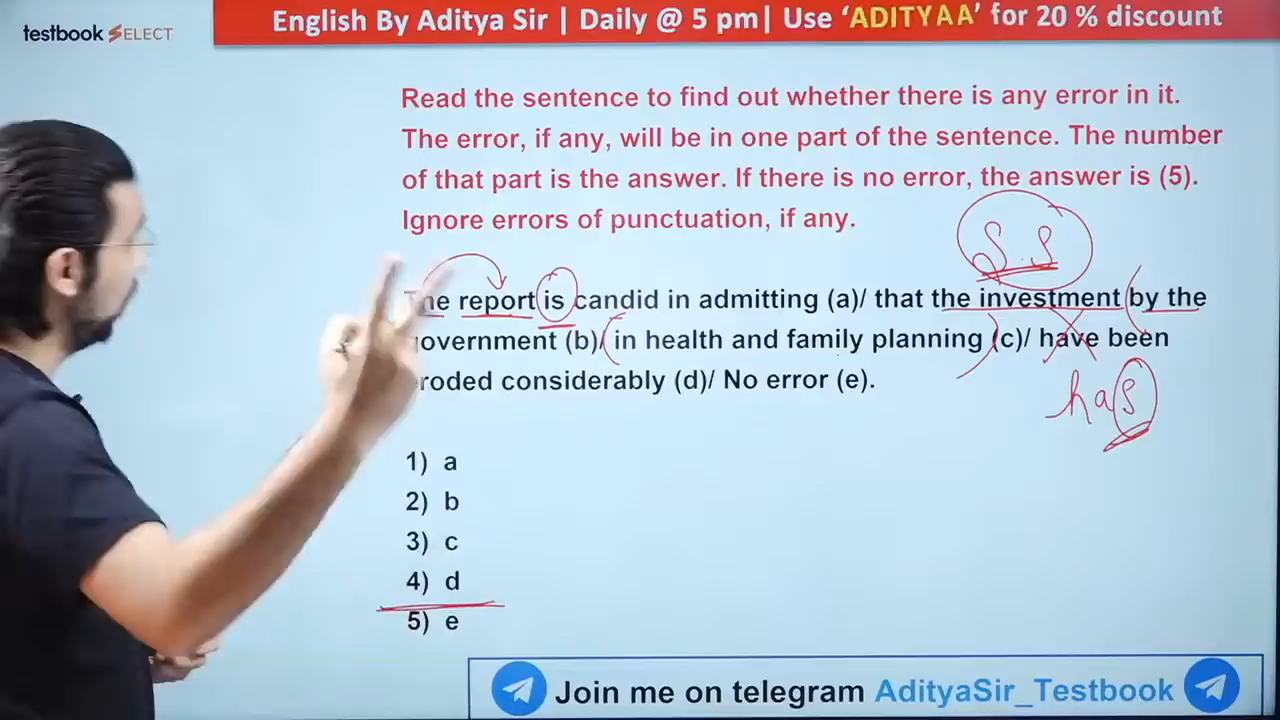 English By Aditya Sir | Daily @ 5 pm| Use ‘ADITYAA’ for 20 % discount
testbook SELECT
Read the sentence to find out whether there is any error in it.
The error, if any, will be in one part of the sentence. The number
of that part is the answer. If there is no error, the answer is (5).
Ignore errors of punctuation, if any.
S.S
The report is candid in admitting (a)/ that the investment by the
government (b)/ in health and family planning (c)/ have been
eroded considerably (d)/ No error (e).
has
1) a
2) b
3) c
4) d
5) e
Join me on telegram AdityaSir_Testbook